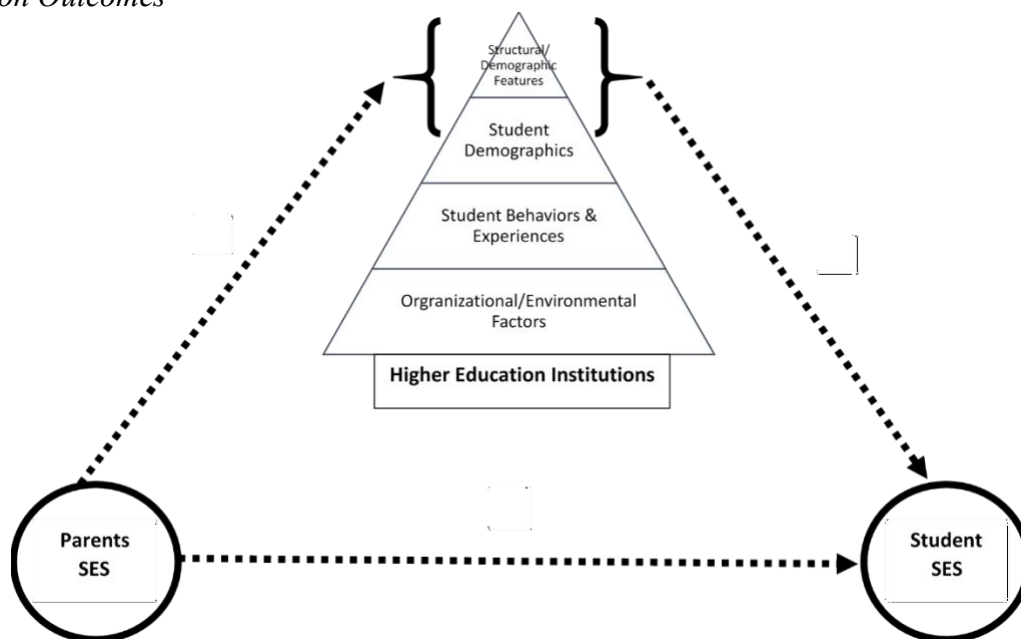 on Outcomes
Structural/
Demographic
Features
Student
Demographics
Student Behaviors &
Experiences
Orgranizational/Environmental
Factors
Higher Education Institutions
Parents
SES
Student
SES